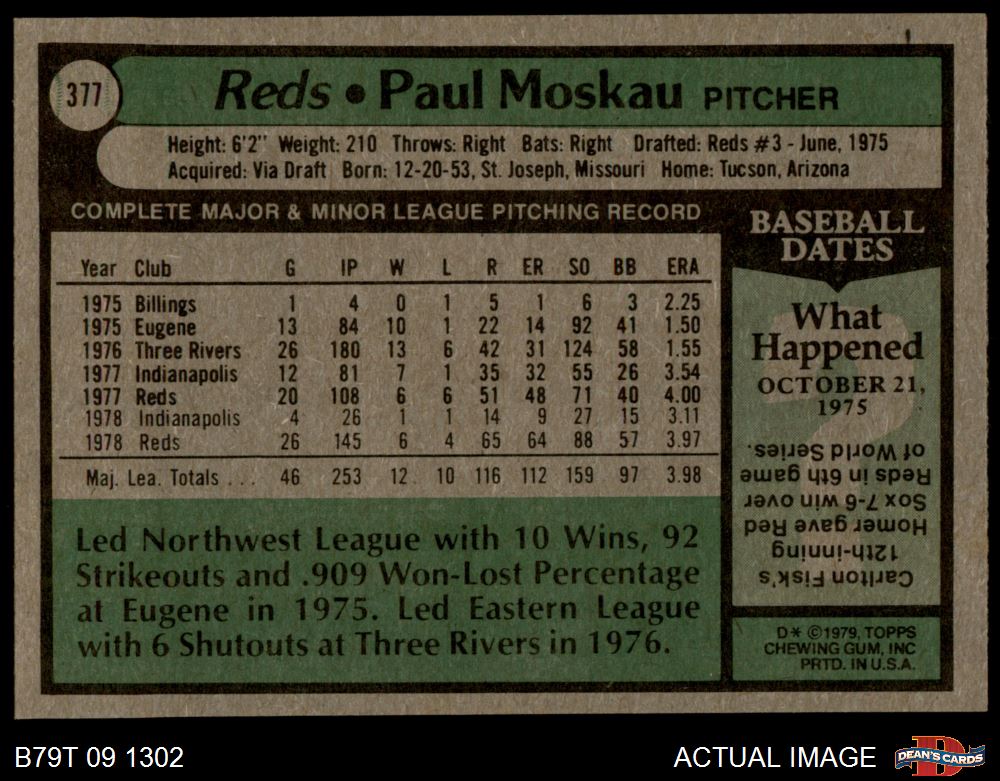 377
Reds • Paul Moskau PITCHER
Height: 6'2" Weight: 210 Throws: Right Bats: Right Drafted: Reds #3 - June, 1975
Acquired: Via Draft Born: 12-20-53, St. Joseph, Missouri Home: Tucson, Arizona
COMPLETE MAJOR & MINOR LEAGUE PITCHING RECORD
Year Club G IP W L R ER SO BB ERA
1975 Billings 1 4 0 1 5 1 6 3 2.25
1975 Eugene 13 84 10 1 22 14 92 41 1.50
1976 Three Rivers 26 180 13 6 42 31 124 58 1.55
1977 Indianapolis 12 81 7 1 35 32 55 26 3.54
1977 Reds 20 108 6 6 51 48 71 40 4.00
1978 Indianapolis 4 26 1 1 14 9 27 15 3.11
1978 Reds 26 145 6 4 65 64 88 57 3.97
Maj. Lea. Totals . . . 46 253 12 10 116 112 159 97 3.98
Led Northwest League with 10 Wins, 92
Strikeouts and .909 Won-Lost Percentage
at Eugene in 1975. Led Eastern League
with 6 Shutouts at Three Rivers in 1976.
BASEBALL
DATES
What
Happened
OCTOBER 21,
1975
Carlton Fisk's
12th-inning
Homer gave Red
Sox 7-6 win over
Reds in 6th game
of World Series.
D* ©1979, TOPPS
CHEWING GUM, INC
PRTD. IN U.S.A.
B79T 09 1302
ACTUAL IMAGE
D
DEAN'S CARDS